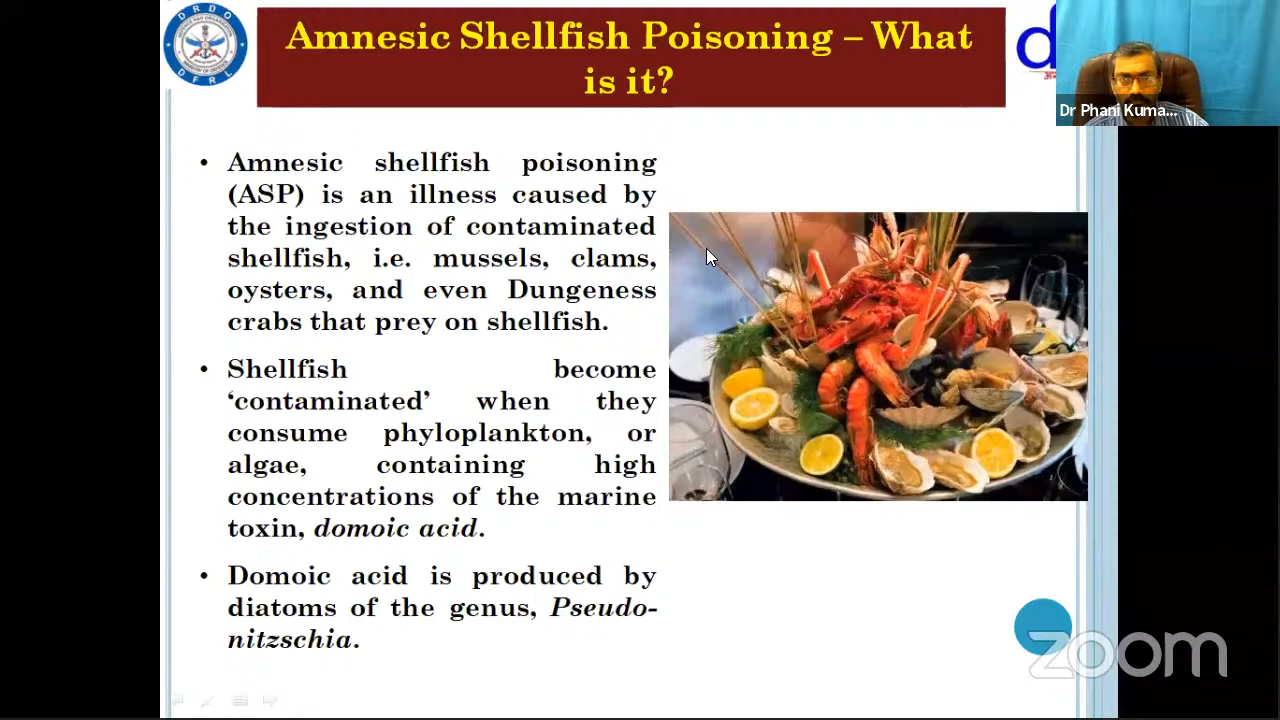 DRDO
DFRL
Amnesic Shellfish Poisoning – What
is it?
Dr Phani Kuma...
• Amnesic shellfish poisoning
(ASP) is an illness caused by
the ingestion of contaminated
shellfish, i.e. mussels, clams,
oysters, and even Dungeness
crabs that prey on shellfish.
• Shellfish become
‘contaminated’ when they
consume phyloplankton, or
algae, containing high
concentrations of the marine
toxin, domoic acid.
• Domoic acid is produced by
diatoms of the genus, Pseudo-
nitzschia.
zoom